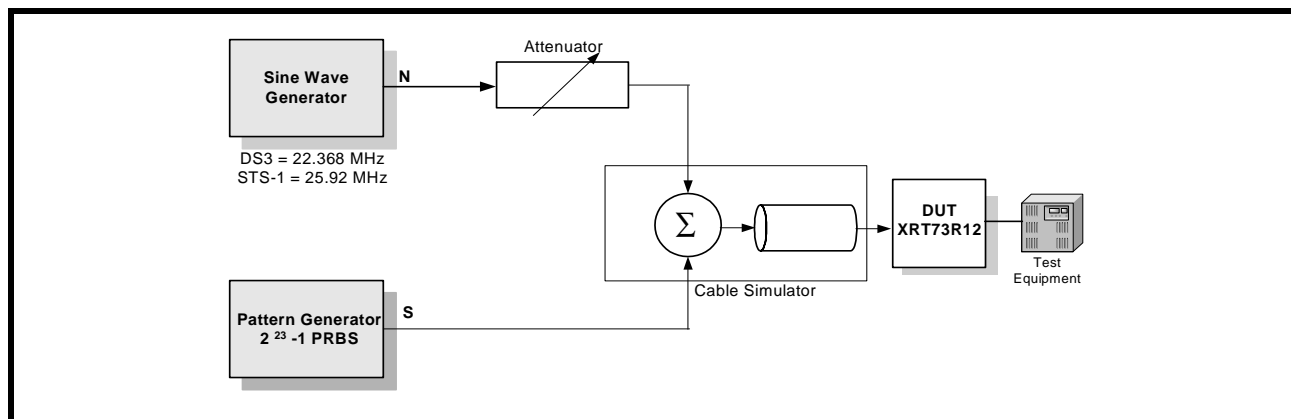 Attenuator
Sine Wave
Generator
N
DS3 = 22.368 MHz
STS-1 = 25.92 MHz
Σ
DUT
XRT73R12
Test
Equipment
Cable Simulator
Pattern Generator
2 23 -1 PRBS
S